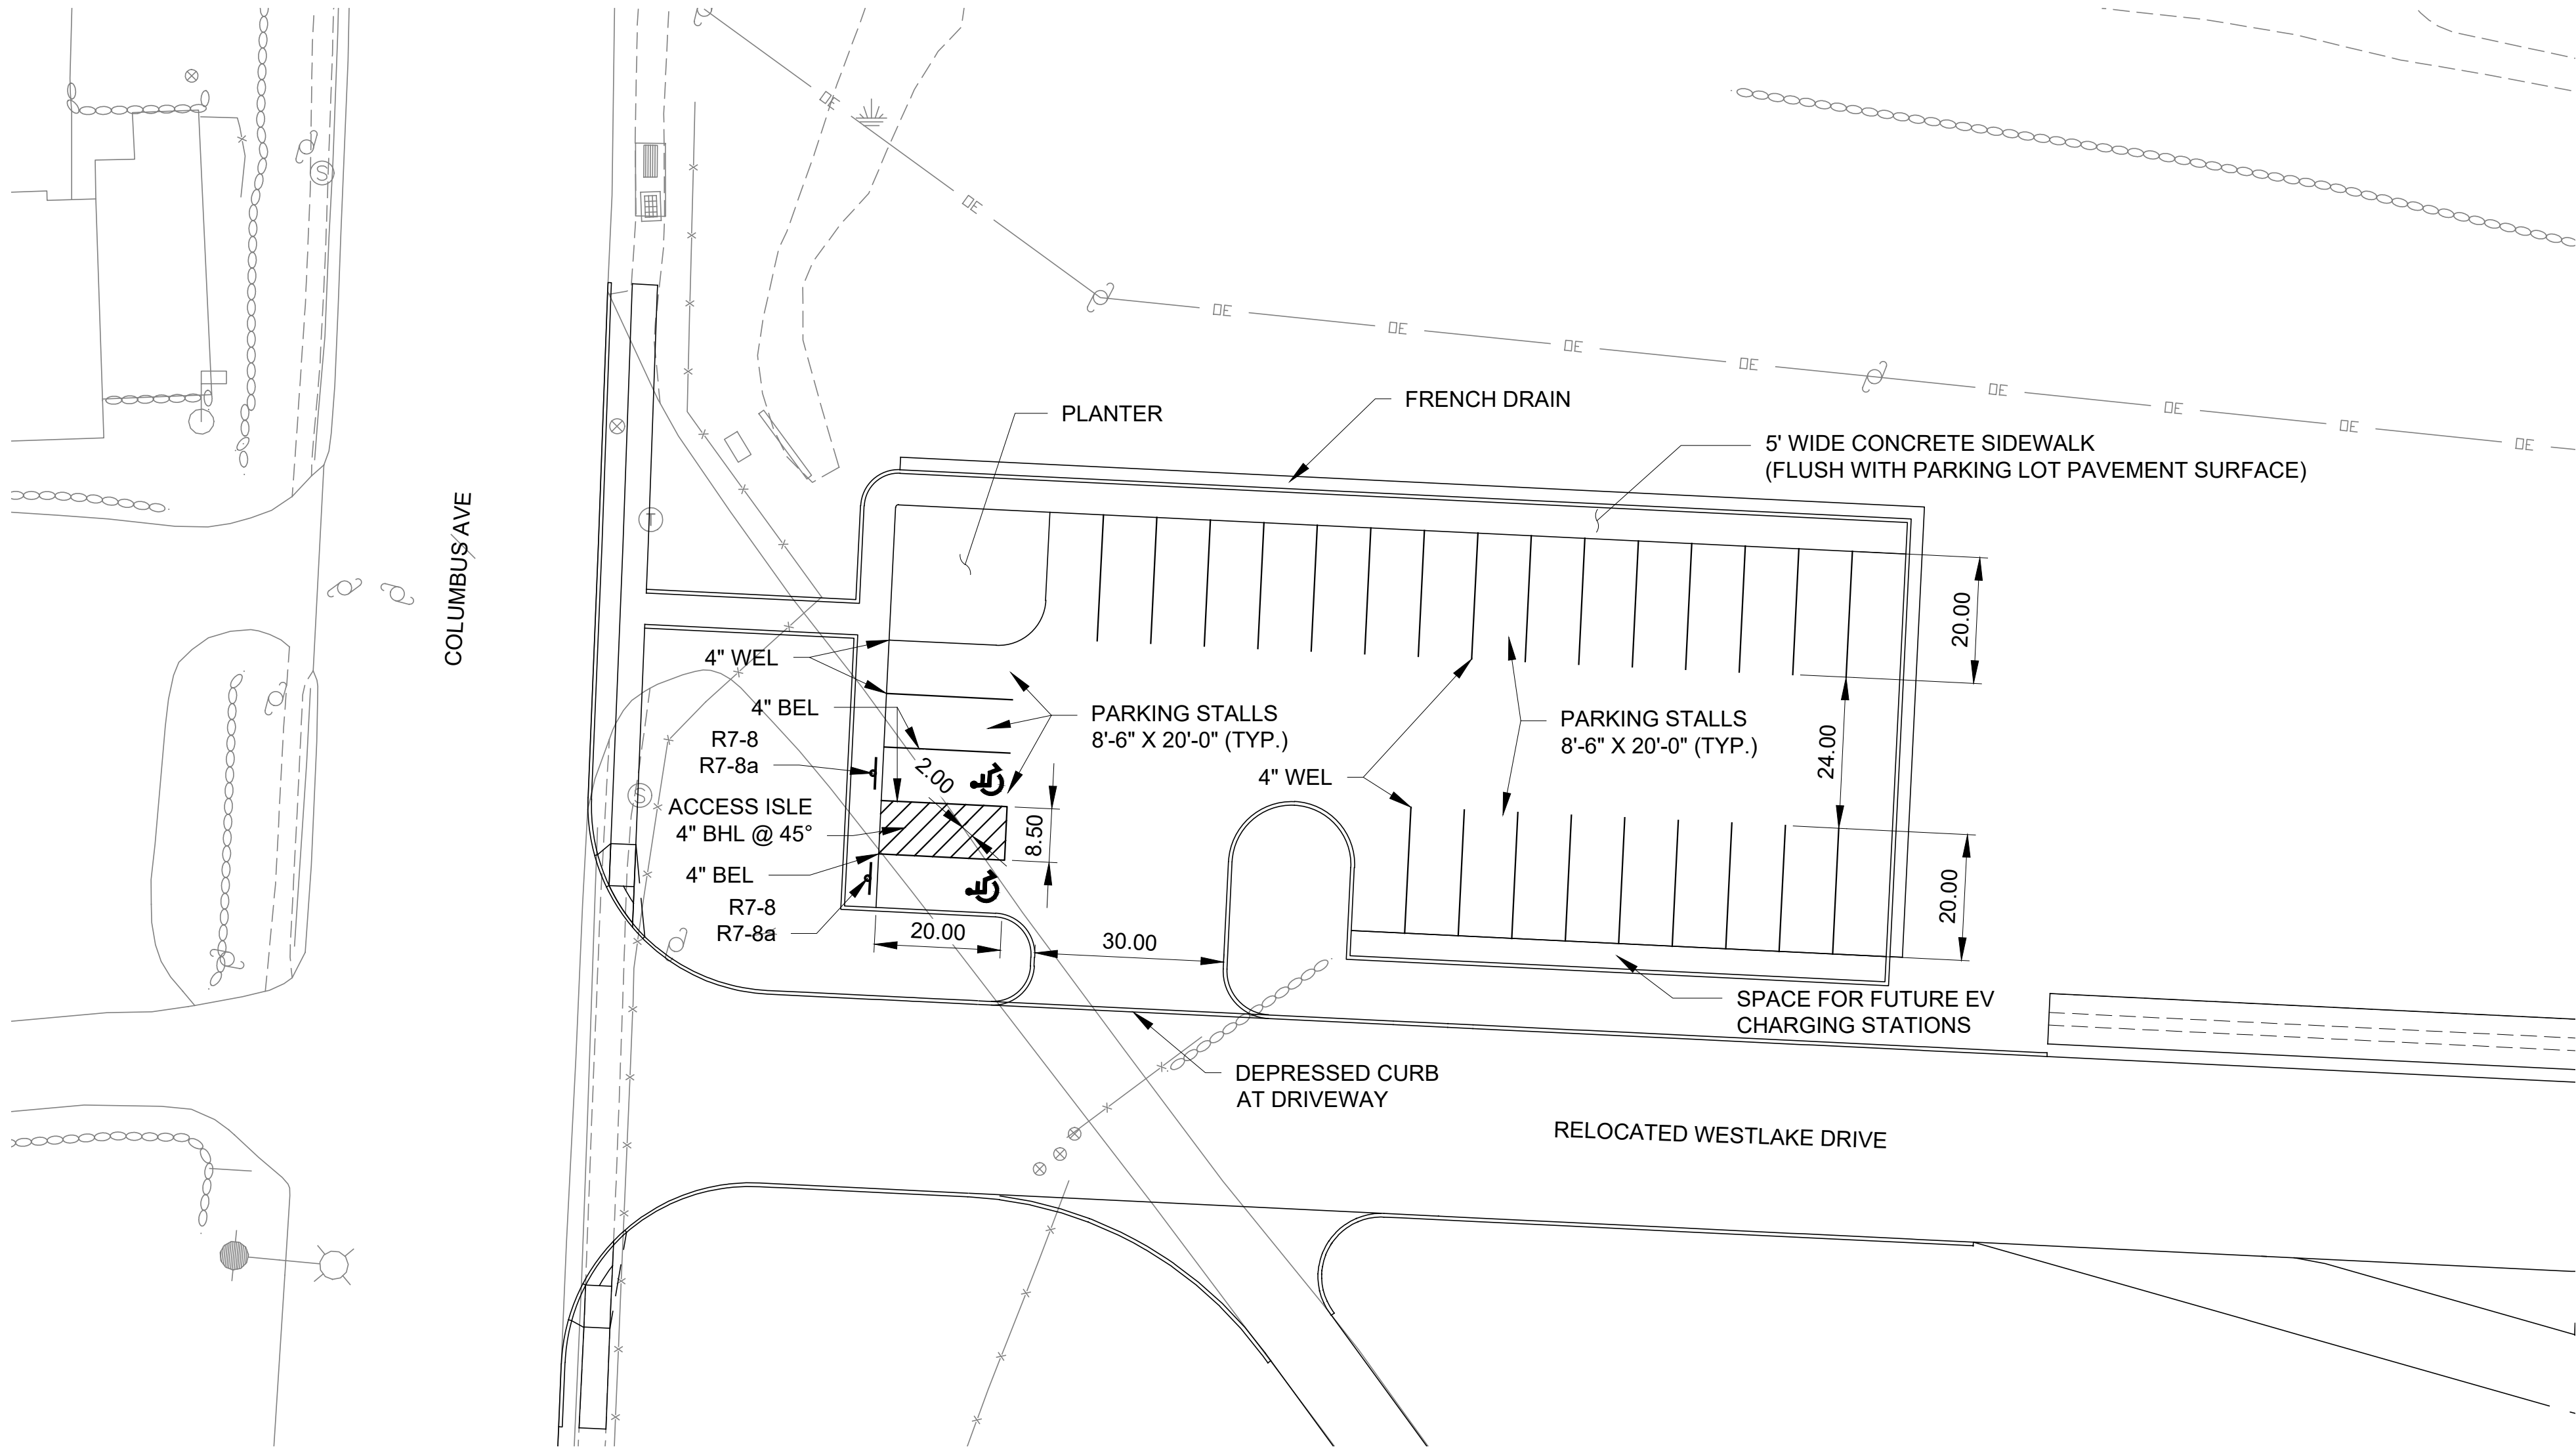 OE
S
OE
OE
OE
OE
OE
OE
OE
OE
OE
FRENCH DRAIN
PLANTER
5' WIDE CONCRETE SIDEWALK
(FLUSH WITH PARKING LOT PAVEMENT SURFACE)
T
COLUMBUS AVE
20.00
4" WEL
4" BEL
PARKING STALLS
8'-6" X 20'-0" (TYP.)
PARKING STALLS
8'-6" X 20'-0" (TYP.)
R7-8
R7-8a
2.00
4" WEL
24.00
S
ACCESS ISLE
4" BHL @ 45°
8.50
4" BEL
R7-8
R7-8a
20.00
30.00
20.00
SPACE FOR FUTURE EV
CHARGING STATIONS
DEPRESSED CURB
AT DRIVEWAY
RELOCATED WESTLAKE DRIVE